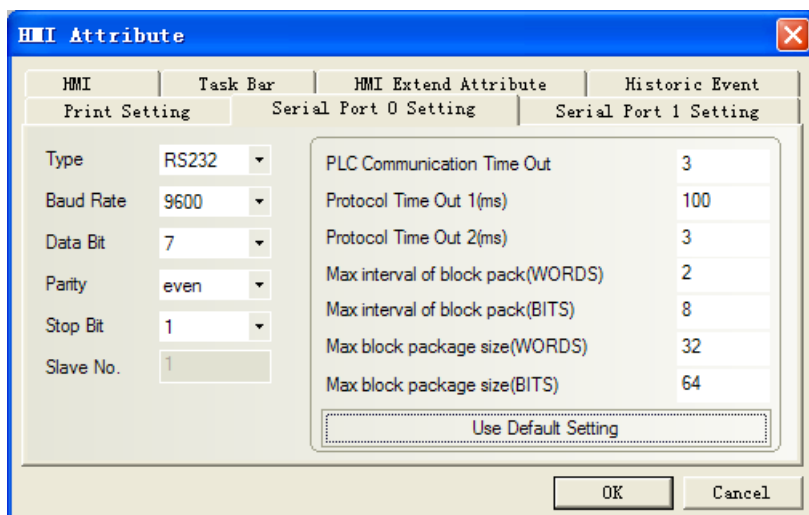 HMI Attribute
HMI Task Bar HMI Extend Attribute Historic Event
Print Setting Serial Port 0 Setting Serial Port 1 Setting
Type RS232
Baud Rate 9600
Data Bit 7
Parity even
Stop Bit 1
Slave No. 1
PLC Communication Time Out 3
Protocol Time Out 1(ms) 100
Protocol Time Out 2(ms) 3
Max interval of block pack(WORDS) 2
Max interval of block pack(BITS) 8
Max block package size(WORDS) 32
Max block package size(BITS) 64
Use Default Setting
OK Cancel